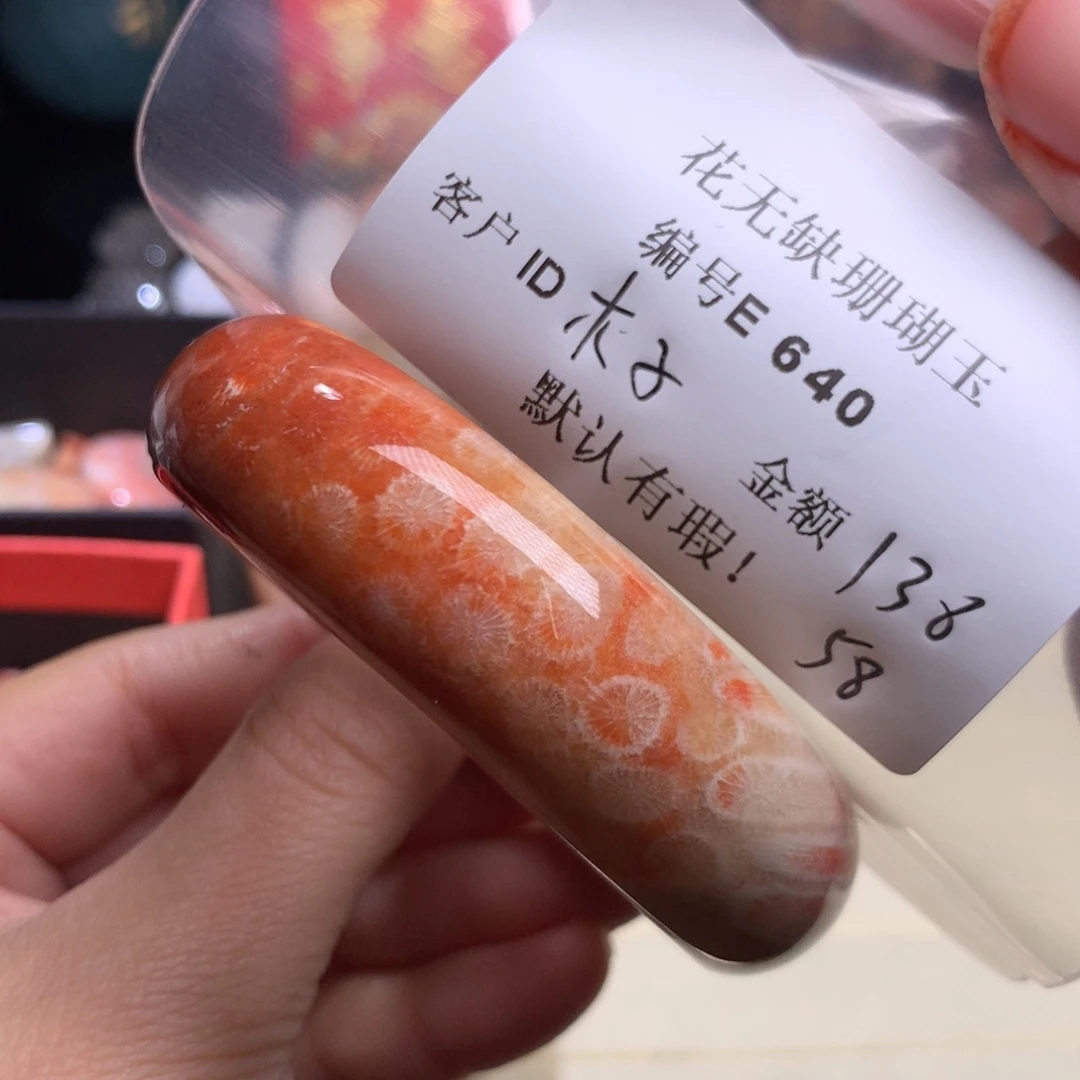 花无缺珊瑚玉
编号E 640
客户ID 木子
金额 138
默认有瑕!
58